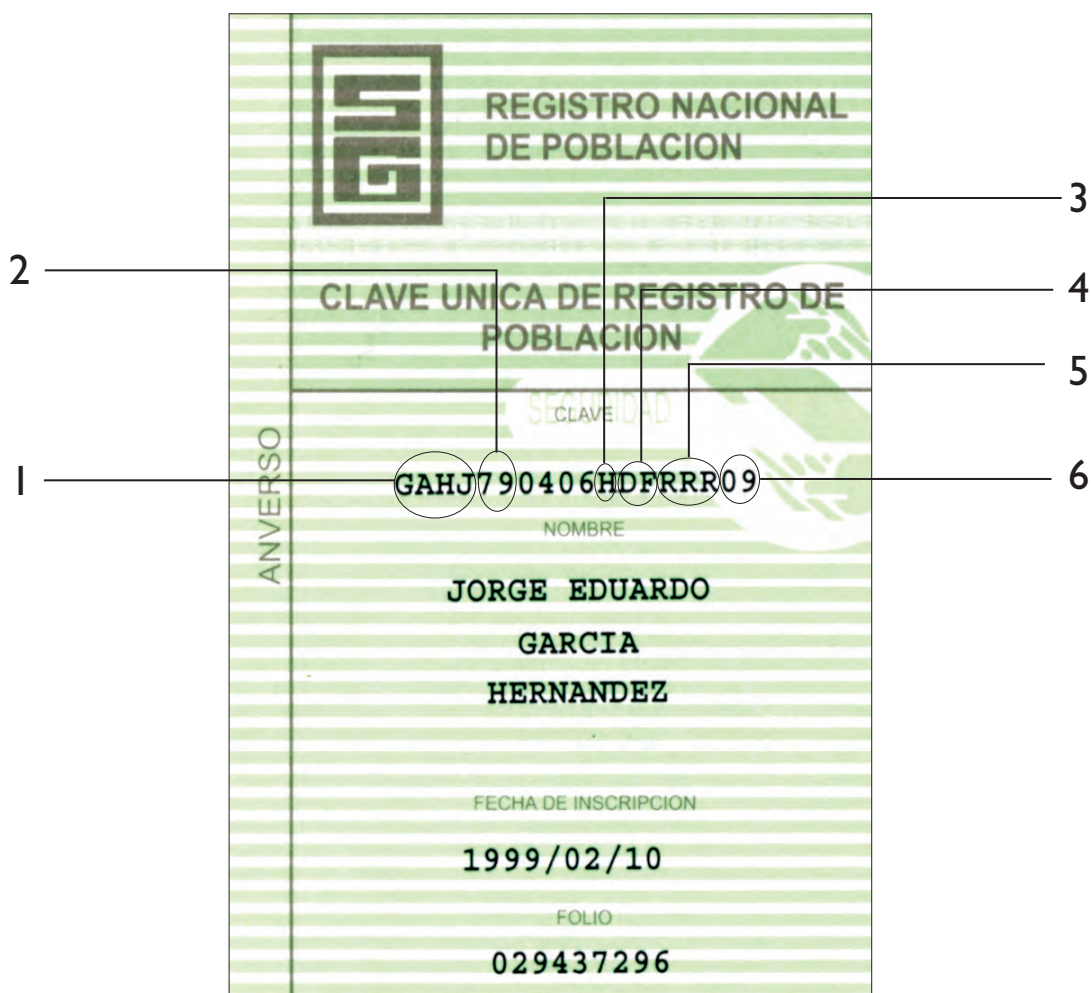 REGISTRO NACIONAL
DE POBLACION
3
2
4
CLAVE UNICA DE REGISTRO DE
POBLACION
5
SEGURIDAD
CLAVE
1
GAHJ790406HDFRRR09
6
ANVERSO
NOMBRE
JORGE EDUARDO
GARCIA
HERNANDEZ
FECHA DE INSCRIPCION
1999/02/10
FOLIO
029437296